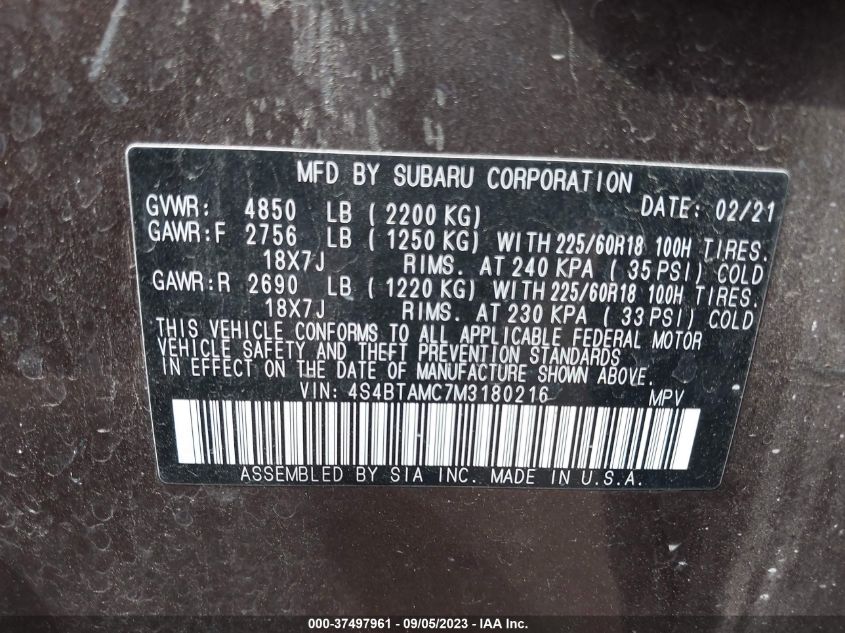 MFD BY SUBARU CORPORATION
GVWR: 4850 LB ( 2200 KG) DATE: 02/21
GAWR:F 2756 LB ( 1250 KG) WITH 225/60R18 100H TIRES.
18X7J RIMS. AT 240 KPA ( 35 PSI) COLD
GAWR:R 2690 LB ( 1220 KG) WITH 225/60R18 100H TIRES.
18X7J RIMS. AT 230 KPA ( 33 PSI) COLD
THIS VEHICLE CONFORMS TO ALL APPLICABLE FEDERAL MOTOR
VEHICLE SAFETY AND THEFT PREVENTION STANDARDS
IN EFFECT ON THE DATE OF MANUFACTURE SHOWN ABOVE.
VIN: 4S4BTAMC7M3180216 MPV
ASSEMBLED BY SIA INC. MADE IN U.S.A.
000-37497961 - 09/05/2023 - IAA Inc.